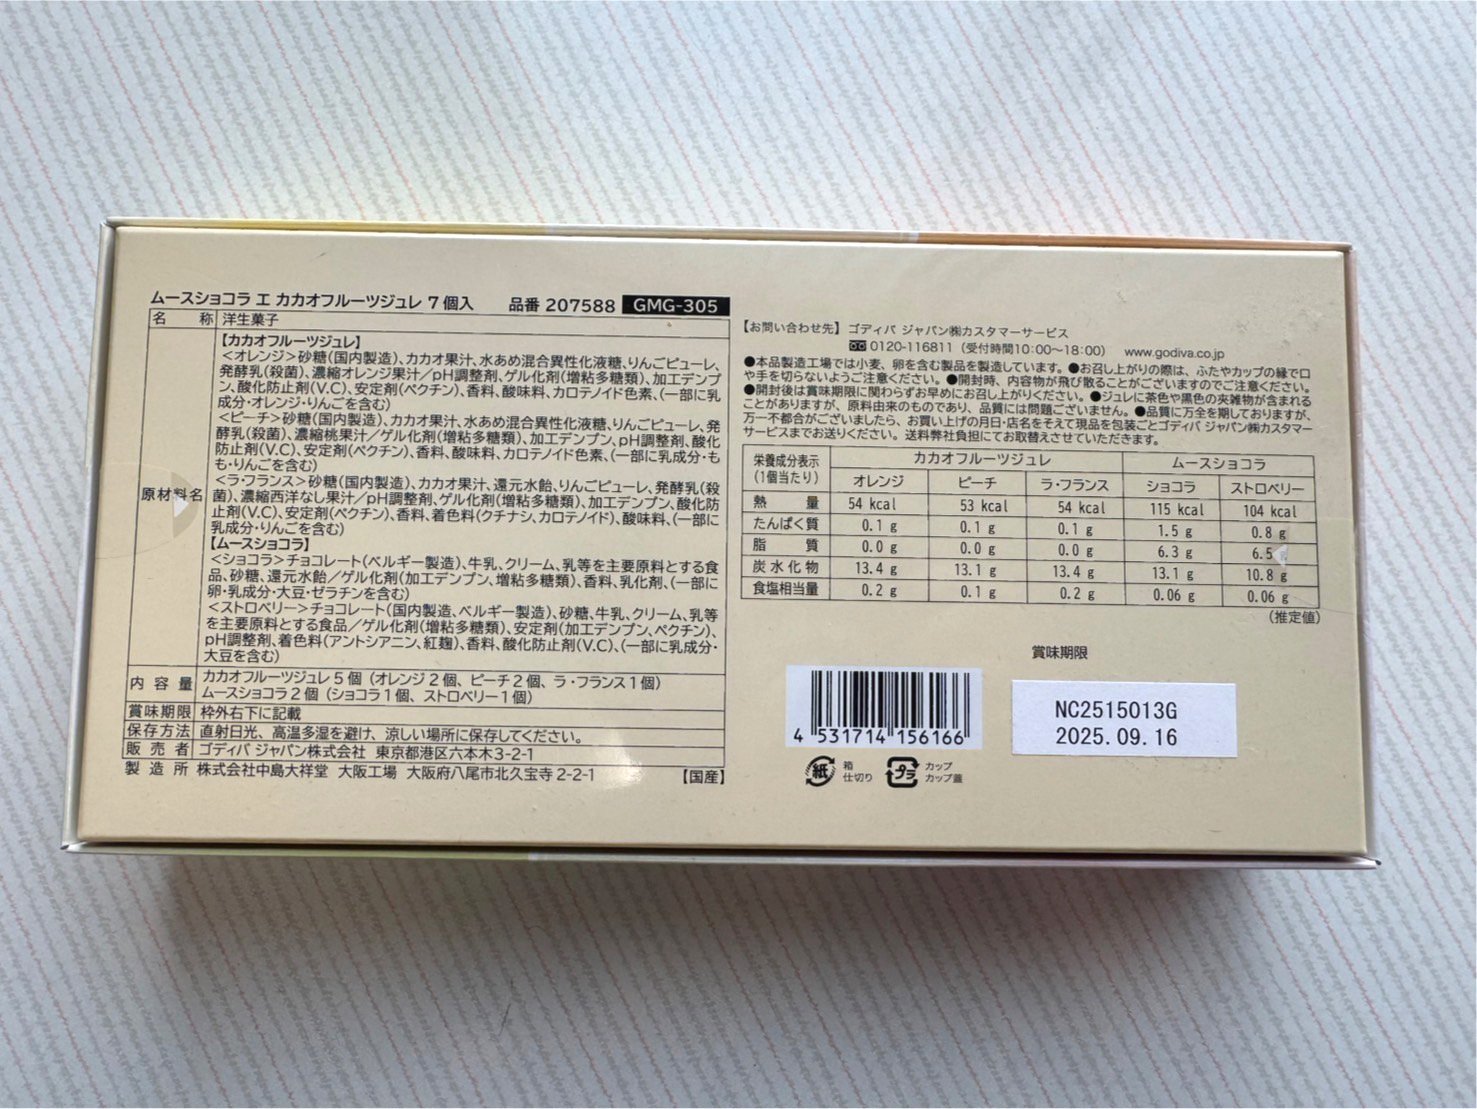 ムースショコラ エ カカオフルーツジュレ 7個入 品番 207588 GMG-305
名 称 洋生菓子
原材料名
【カカオフルーツジュレ】
<オレンジ>砂糖(国内製造)、カカオ果汁、水あめ混合異性化液糖、りんごピューレ、
発酵乳(殺菌)、濃縮オレンジ果汁／pH調整剤、ゲル化剤(増粘多糖類)、加工デンプ
ン、酸化防止剤(V.C)、安定剤(ペクチン)、香料、酸味料、カロテノイド色素、(一部に乳
成分・オレンジ・りんごを含む)
<ピーチ>砂糖(国内製造)、カカオ果汁、水あめ混合異性化液糖、りんごピューレ、発
酵乳(殺菌)、濃縮桃果汁／ゲル化剤(増粘多糖類)、加工デンプン、pH調整剤、酸化
防止剤(V.C)、安定剤(ペクチン)、香料、酸味料、カロテノイド色素、(一部に乳成分・も
も・りんごを含む)
<ラ・フランス>砂糖(国内製造)、カカオ果汁、還元水飴、りんごピューレ、発酵乳(殺
菌)、濃縮西洋なし果汁／pH調整剤、ゲル化剤(増粘多糖類)、加工デンプン、酸化防
止剤(V.C)、安定剤(ペクチン)、香料、着色料(クチナシ、カロテノイド)、酸味料、(一部に
乳成分・りんごを含む)
【ムースショコラ】
<ショコラ>チョコレート(ベルギー製造)、牛乳、クリーム、乳等を主要原料とする食
品、砂糖、還元水飴／ゲル化剤(加工デンプン、増粘多糖類)、香料、乳化剤、(一部に
卵・乳成分・大豆・ゼラチンを含む)
<ストロベリー>チョコレート(国内製造、ベルギー製造)、砂糖、牛乳、クリーム、乳等
を主要原料とする食品／ゲル化剤(増粘多糖類)、安定剤(加工デンプン、ペクチン)、
pH調整剤、着色料(アントシアニン、紅麹)、香料、酸化防止剤(V.C)、(一部に乳成分・
大豆を含む)
内 容 量 カカオフルーツジュレ5個（オレンジ2個、ピーチ2個、ラ・フランス1個）
ムースショコラ2個（ショコラ1個、ストロベリー1個）
賞味期限 枠外右下に記載
保存方法 直射日光、高温多湿を避け、涼しい場所に保存してください。
販 売 者 ゴディバ ジャパン株式会社 東京都港区六本木3-2-1
製 造 所 株式会社中島大祥堂 大阪工場 大阪府八尾市北久宝寺2-2-1 【国産】
【お問い合わせ先】ゴディバ ジャパン㈱カスタマーサービス
0120-116811（受付時間10:00〜18:00） www.godiva.co.jp
●本品製造工場では小麦、卵を含む製品を製造しています。●お召し上がりの際は、ふたやカップの縁で口
や手を切らないようご注意ください。●開封時、内容物が飛び散ることがございますのでご注意ください。
●開封後は賞味期限に関わらずお早めにお召し上がりください。●ジュレに茶色や黒色の夾雑物が含まれる
ことがありますが、原料由来のものであり、品質には問題ございません。●品質に万全を期しておりますが、
万一不都合がございましたら、お買い上げの月日・店名をそえて現品を包装ごとゴディバ ジャパン㈱カスタマー
サービスまでお送りください。送料弊社負担にてお取替えさせていただきます。
栄養成分表示 カカオフルーツジュレ ムースショコラ
（1個当たり） オレンジ ピーチ ラ・フランス ショコラ ストロベリー
熱 量 54 kcal 53 kcal 54 kcal 115 kcal 104 kcal
たんぱく質 0.1 g 0.1 g 0.1 g 1.5 g 0.8 g
脂 質 0.0 g 0.0 g 0.0 g 6.3 g 6.5
炭水化物 13.4 g 13.1 g 13.4 g 13.1 g 10.8 g
食塩相当量 0.2 g 0.1 g 0.2 g 0.06 g 0.06 g
（推定値）
賞味期限
NC2515013G
2025.09.16
4 531714 156166
紙 箱 仕切り
プラ カップ カップ蓋